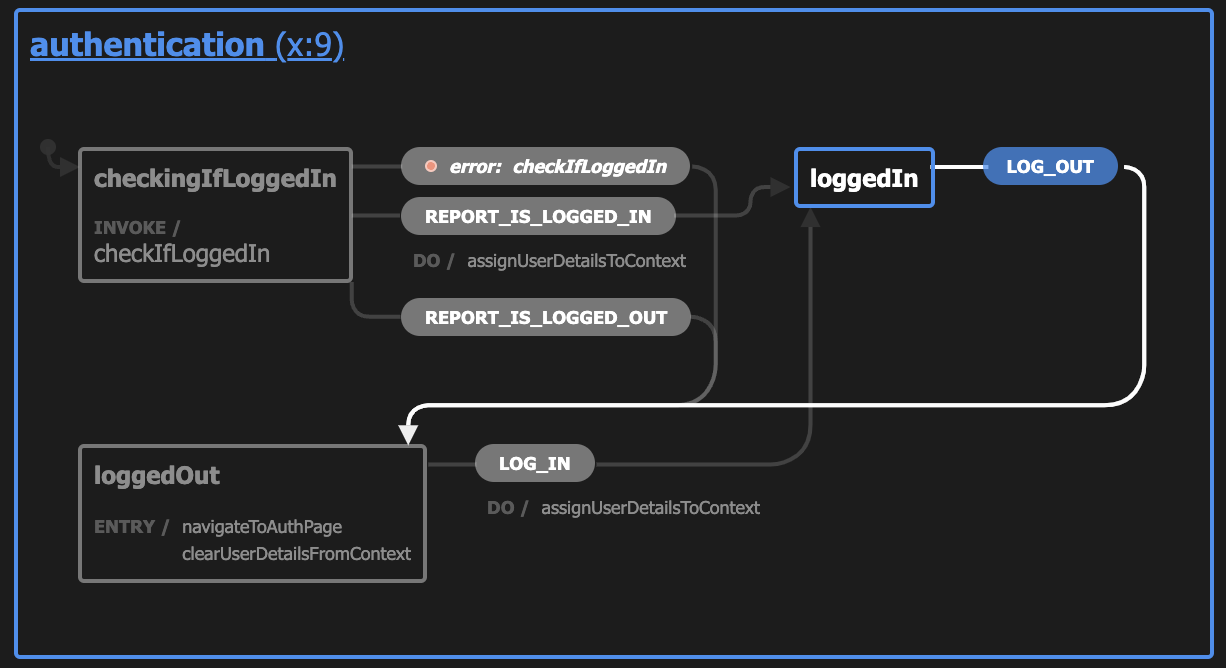 authentication (x:9)
checkingIfLoggedIn
INVOKE /
checkIfLoggedIn
error: checkIfLoggedIn
REPORT_IS_LOGGED_IN
DO / assignUserDetailsToContext
REPORT_IS_LOGGED_OUT
loggedIn
LOG_OUT
loggedOut
ENTRY / navigateToAuthPage
clearUserDetailsFromContext
LOG_IN
DO / assignUserDetailsToContext